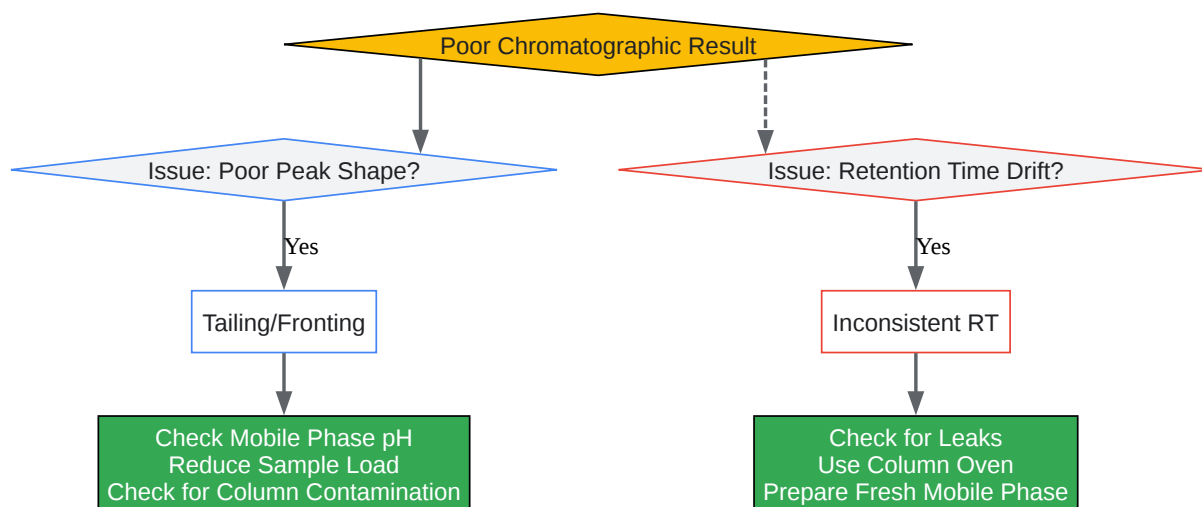 Poor Chromatographic Result
Issue: Poor Peak Shape?
Issue: Retention Time Drift?
Yes
Yes
Tailing/Fronting
Inconsistent RT
Check Mobile Phase pH
Reduce Sample Load
Check for Column Contamination
Check for Leaks
Use Column Oven
Prepare Fresh Mobile Phase